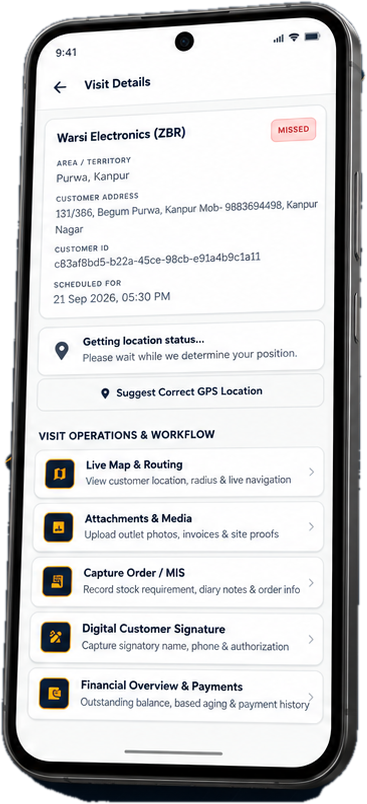 9:41
Visit Details
Warsi Electronics (ZBR)
MISSED
AREA / TERRITORY
Purwa, Kanpur
CUSTOMER ADDRESS
131/386, Begum Purwa, Kanpur Mob- 9883694498, Kanpur
Nagar
CUSTOMER ID
c83af8bd5-b22a-45ce-98cb-e91a4b9c1a11
SCHEDULED FOR
21 Sep 2026, 05:30 PM
Getting location status...
Please wait while we determine your position.
Suggest Correct GPS Location
VISIT OPERATIONS & WORKFLOW
Live Map & Routing
View customer location, radius & live navigation
Attachments & Media
Upload outlet photos, invoices & site proofs
Capture Order / MIS
Record stock requirement, diary notes & order info
Digital Customer Signature
Capture signatory name, phone & authorization
Financial Overview & Payments
Outstanding balance, based aging & payment history